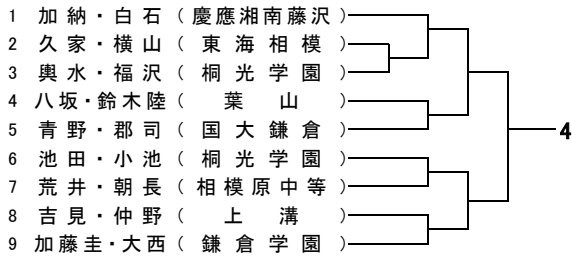 1 加納・白石（慶應湘南藤沢）
2 久家・横山（東海相模）
3 輿水・福沢（桐光学園）
4 八坂・鈴木陸（葉山）
5 青野・郡司（国大鎌倉）
4
6 池田・小池（桐光学園）
7 荒井・朝長（相模原中等）
8 吉見・仲野（上溝）
9 加藤圭・大西（鎌倉学園）